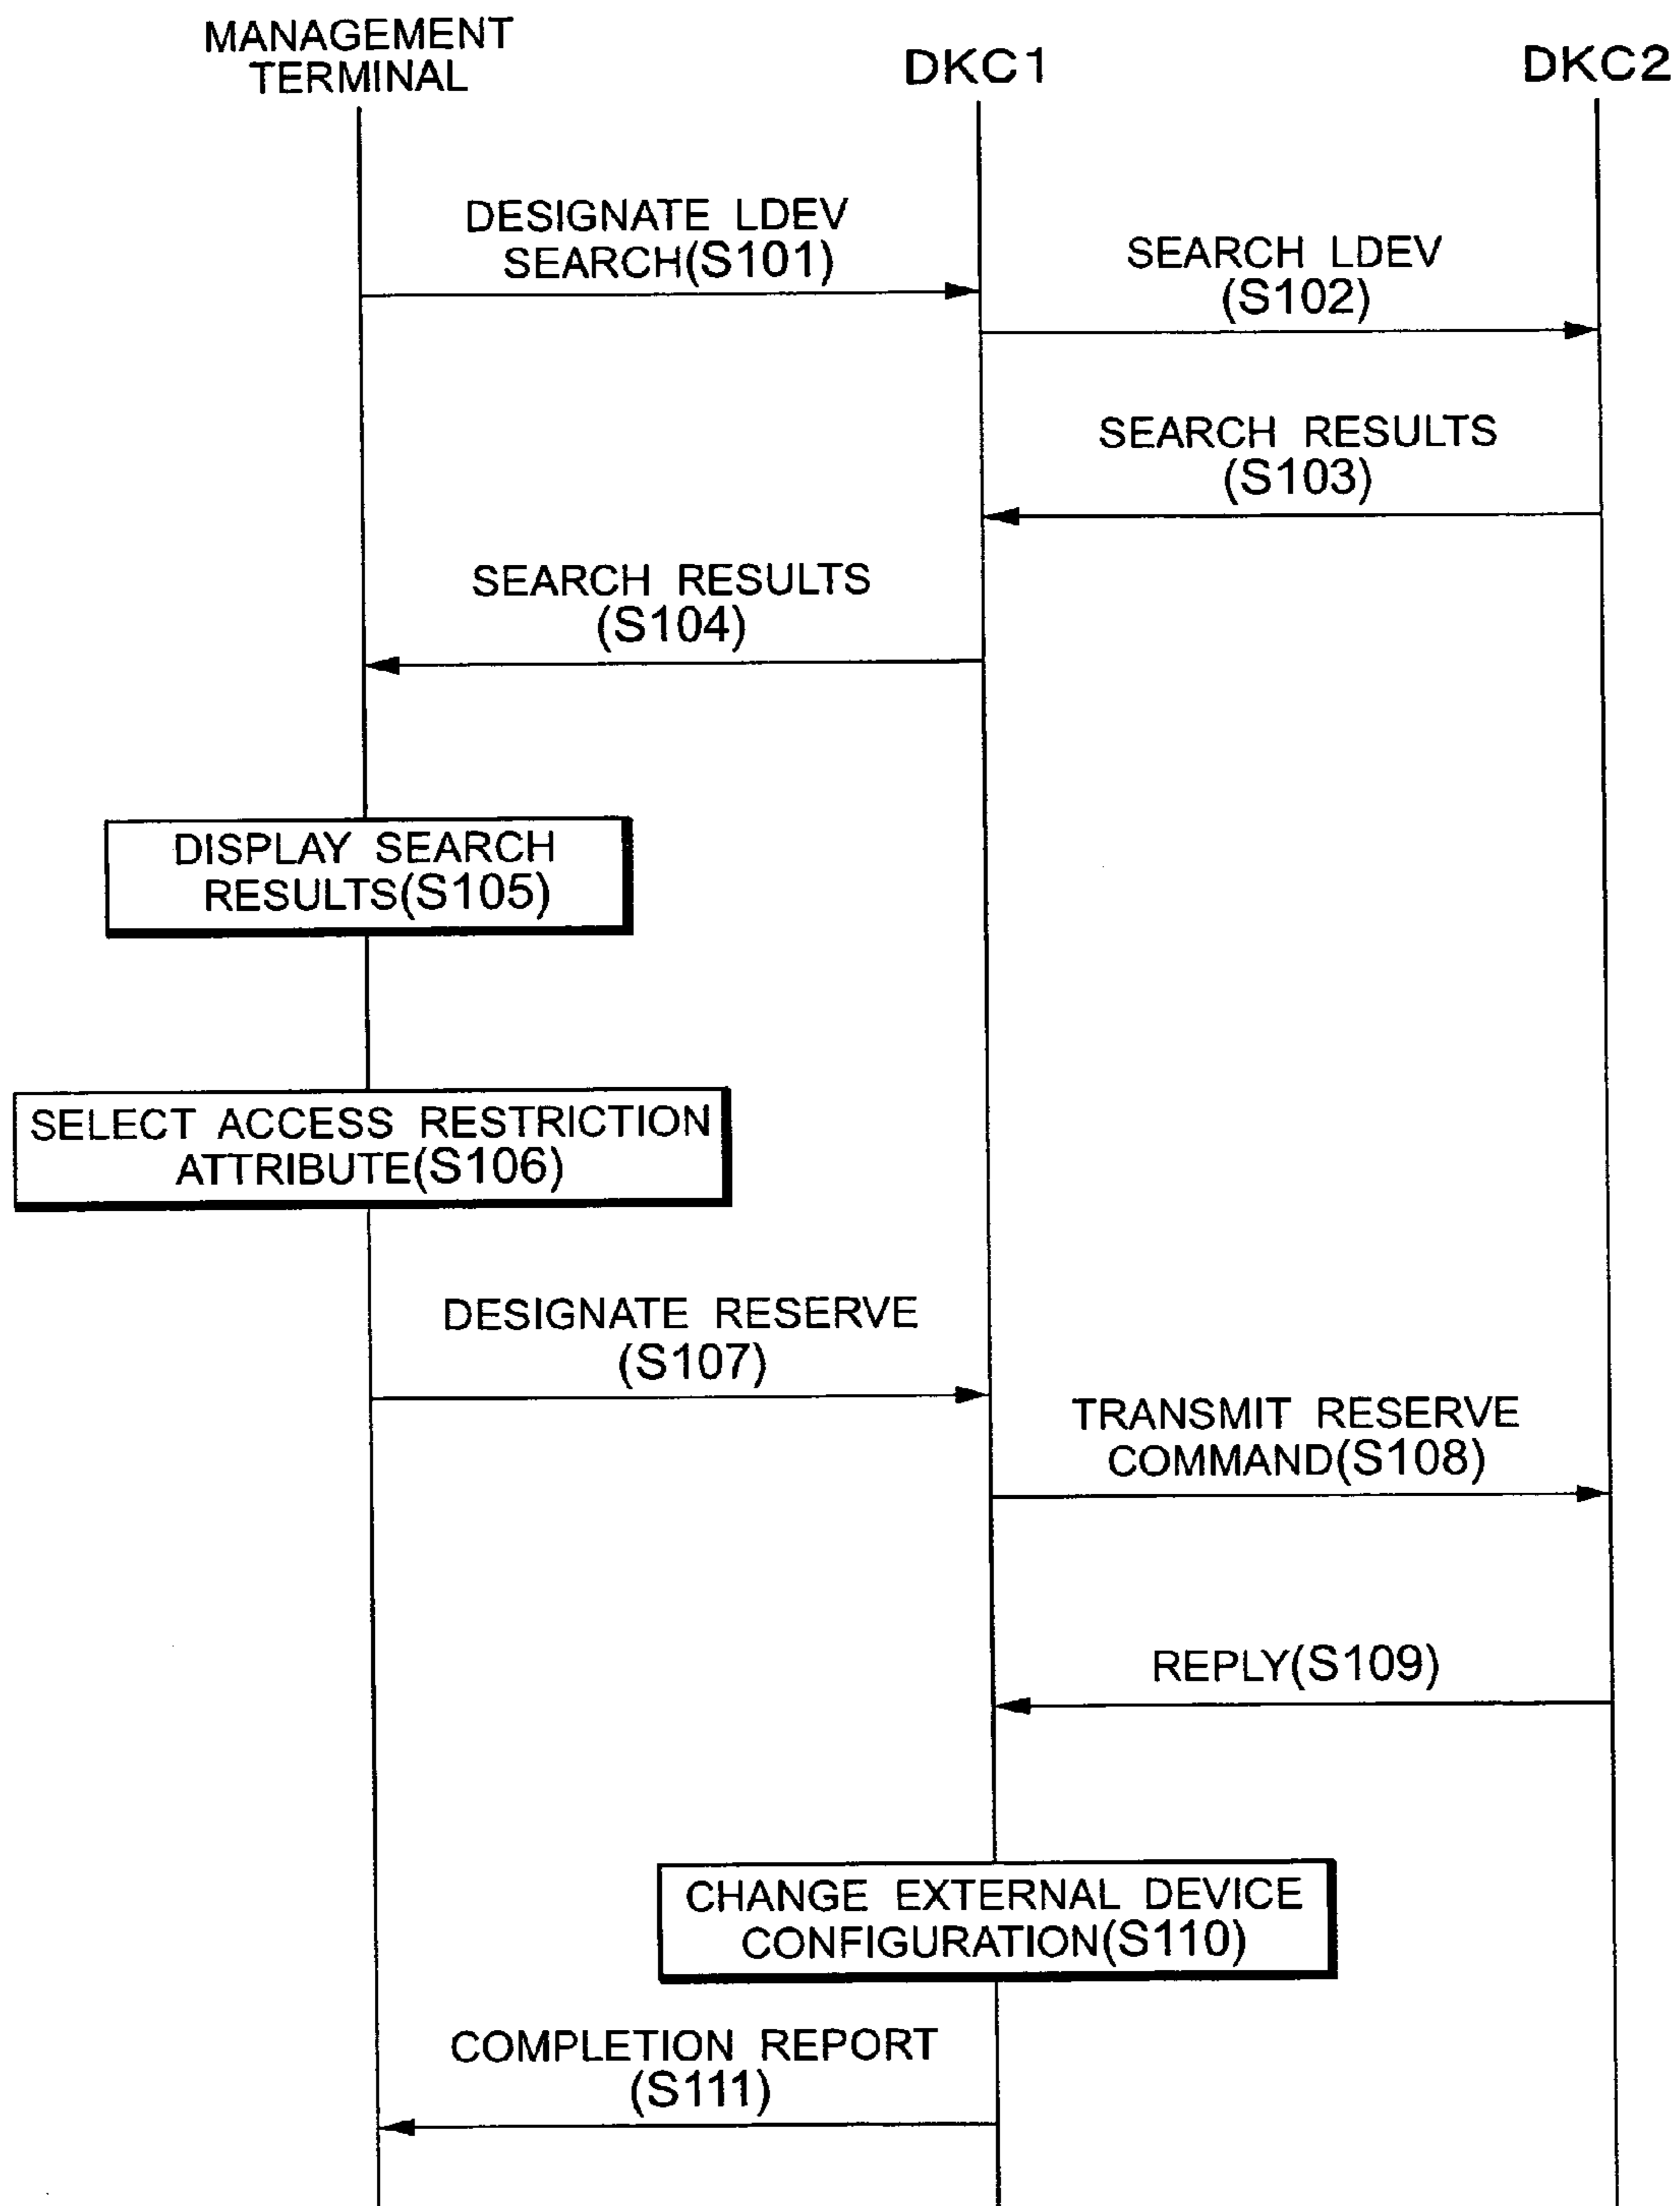 MANAGEMENT
TERMINAL
DKC1
DKC2
DESIGNATE LDEV
SEARCH(S101)
SEARCH LDEV
(S102)
SEARCH RESULTS
(S103)
SEARCH RESULTS
(S104)
DISPLAY SEARCH
RESULTS(S105)
SELECT ACCESS RESTRICTION
ATTRIBUTE(S106)
DESIGNATE RESERVE
(S107)
TRANSMIT RESERVE
COMMAND(S108)
REPLY(S109)
CHANGE EXTERNAL DEVICE
CONFIGURATION(S110)
COMPLETION REPORT
(S111)